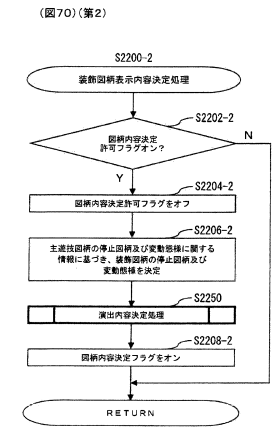 (図70)(第2)
S2200-2
装飾図柄表示内容決定処理
S2202-2
図柄内容決定
許可フラグオン？
N
Y
S2204-2
図柄内容決定許可フラグをオフ
S2206-2
主遊技図柄の停止図柄及び変動態様に関する
情報に基づき、装飾図柄の停止図柄及び
変動態様を決定
S2250
演出内容決定処理
S2208-2
図柄内容決定フラグをオン
RETURN